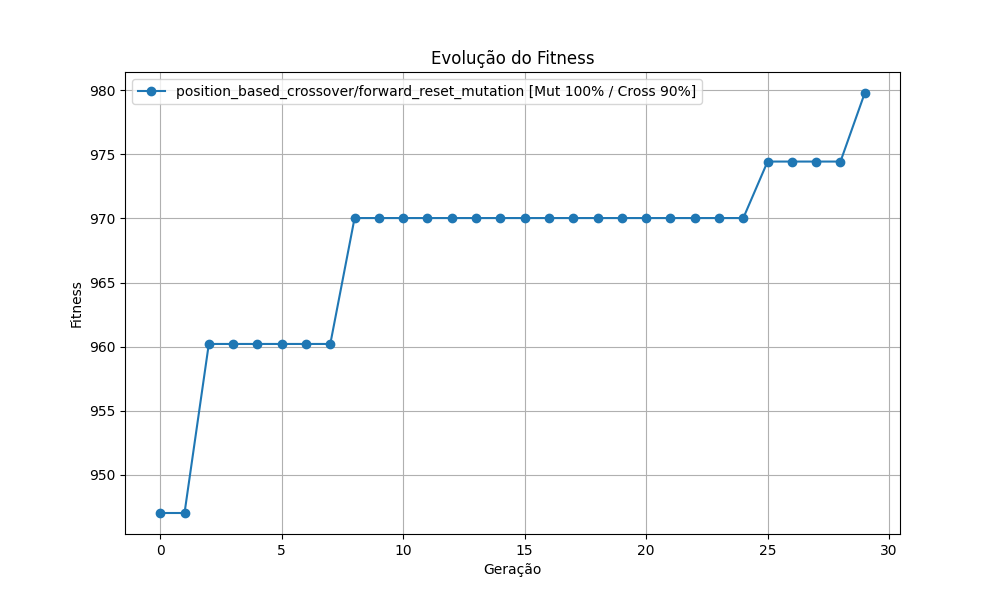 Evolução do Fitness
position_based_crossover/forward_reset_mutation [Mut 100% / Cross 90%]
Fitness
980
975
970
965
960
955
950
0 5 10 15 20 25 30
Geração